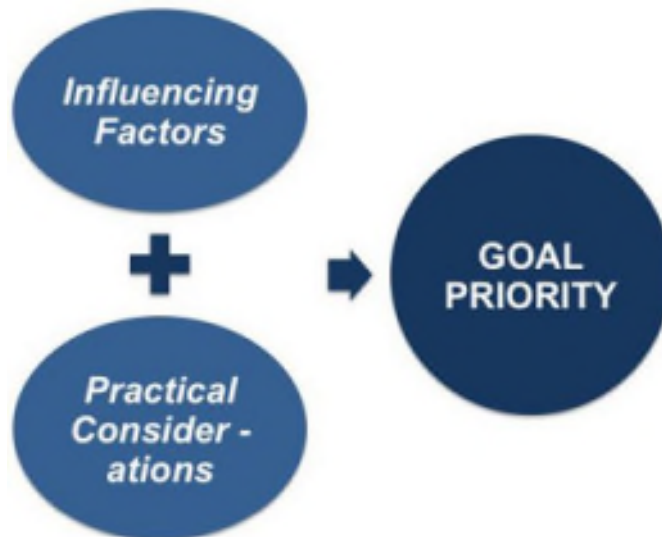 Influencing
Factors
GOAL
PRIORITY
Practical
Consider -
ations